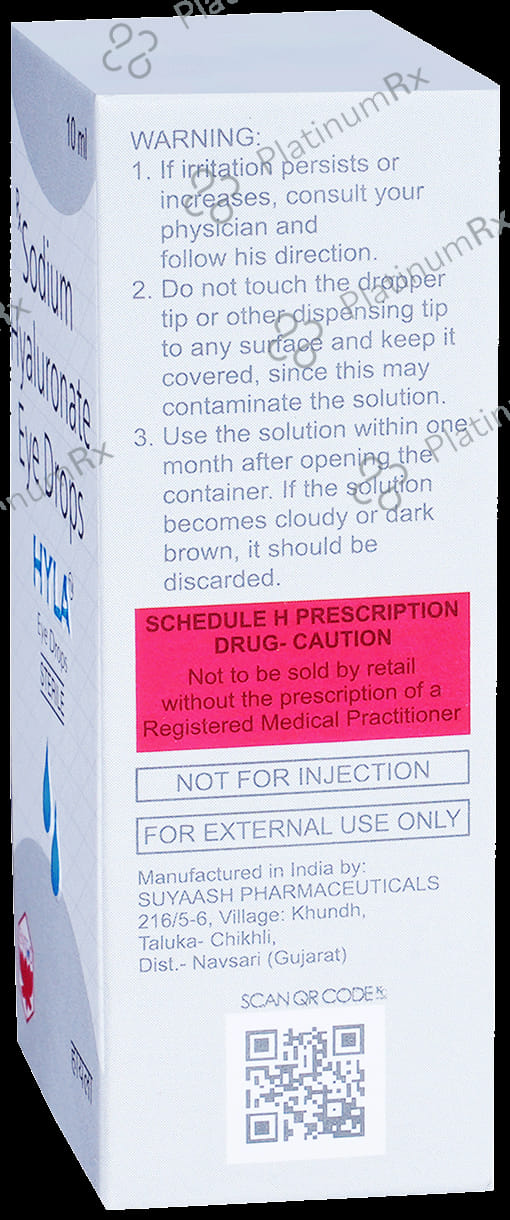 10 ml
Rx
Sodium
Hyaluronate
Eye Drops
HYLA
Eye Drops
STERILE
हायला
WARNING:
1. If irritation persists or
increases, consult your
physician and
follow his direction.
2. Do not touch the dropper
tip or other dispensing tip
to any surface and keep it
covered, since this may
contaminate the solution.
3. Use the solution within one
month after opening the
container. If the solution
becomes cloudy or dark
brown, it should be
discarded.
SCHEDULE H PRESCRIPTION
DRUG- CAUTION
Not to be sold by retail
without the prescription of a
Registered Medical Practitioner
NOT FOR INJECTION
FOR EXTERNAL USE ONLY
Manufactured in India by:
SUYAASH PHARMACEUTICALS
216/5-6, Village: Khundh,
Taluka- Chikhli,
Dist.- Navsari (Gujarat)
SCAN QR CODE
PlatinumRx
PlatinumRx
PlatinumRx
PlatinumRx